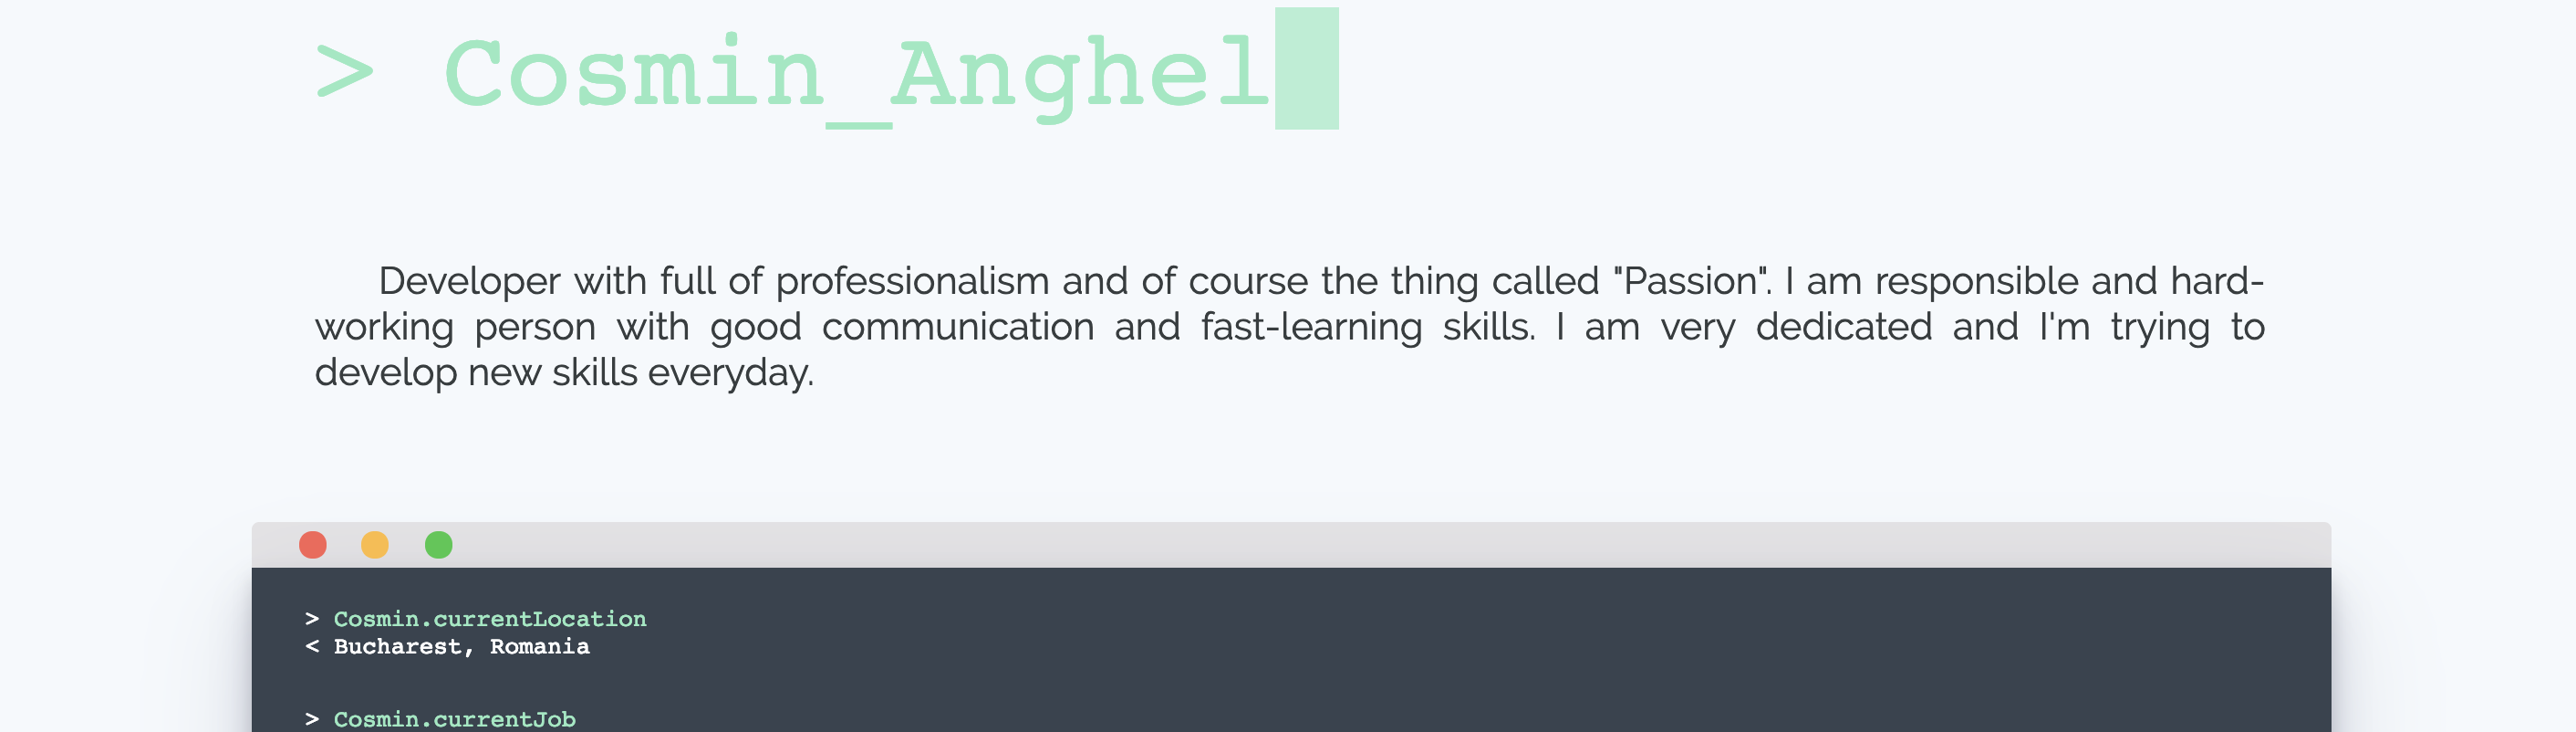 > Cosmin_Anghel
Developer with full of professionalism and of course the thing called "Passion". I am responsible and hard-
working person with good communication and fast-learning skills. I am very dedicated and I'm trying to
develop new skills everyday.
> Cosmin.currentLocation
< Bucharest, Romania
> Cosmin.currentJob